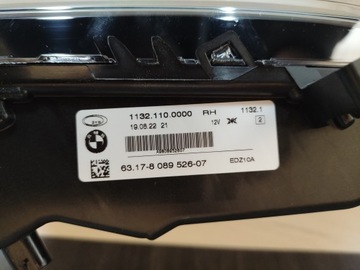 1132.110.0000 RH 1132.1
19.08.22 21 12V 2
63.17-8 089 526-07 EDZ10A